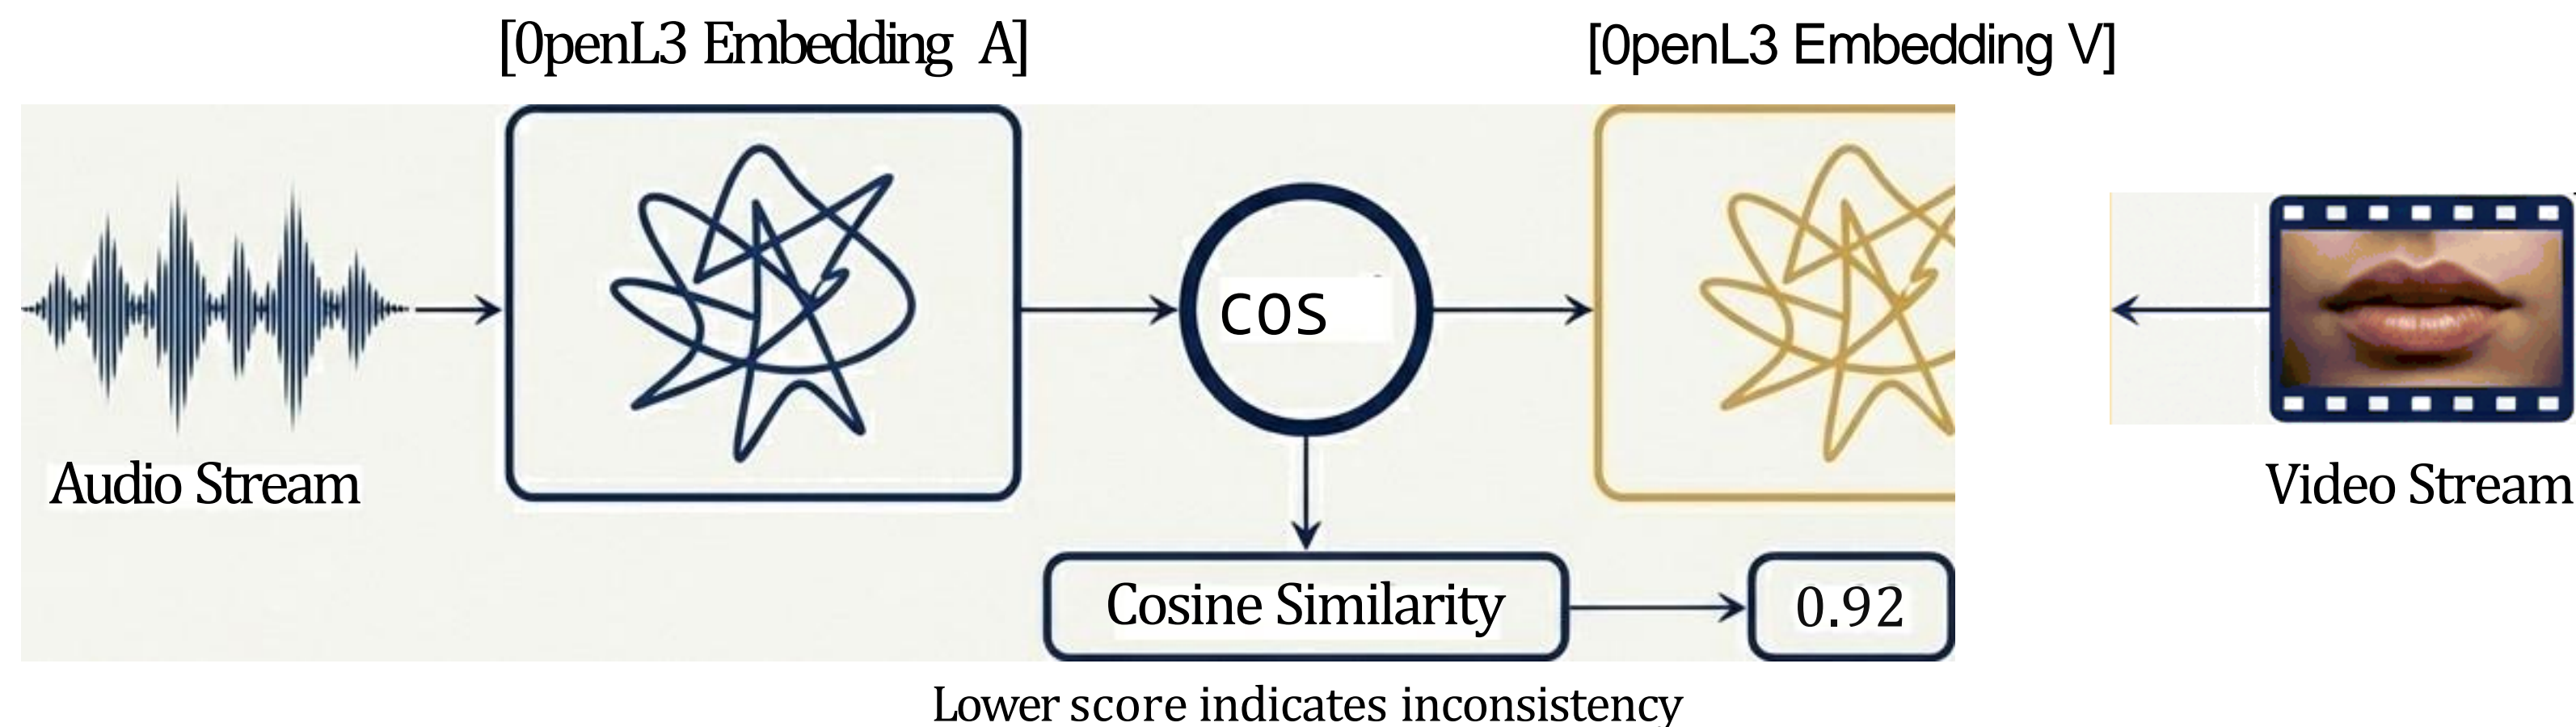 [0penL3 Embedding A]
[0penL3 Embedding V]
cos
Audio Stream
Video Stream
Cosine Similarity
0.92
Lower score indicates inconsistency